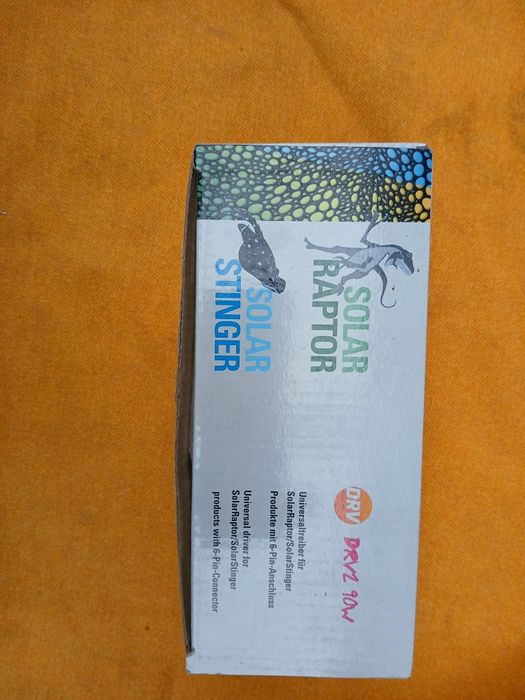 SOLAR
RAPTOR
SOLAR
STINGER
DRV DRV2 90W
Universaltreiber für
SolarRaptor/SolarStinger
Produkte mit 6-Pin-Anschluss
Universal driver for
SolarRaptor/SolarStinger
products with 6-Pin-Connector